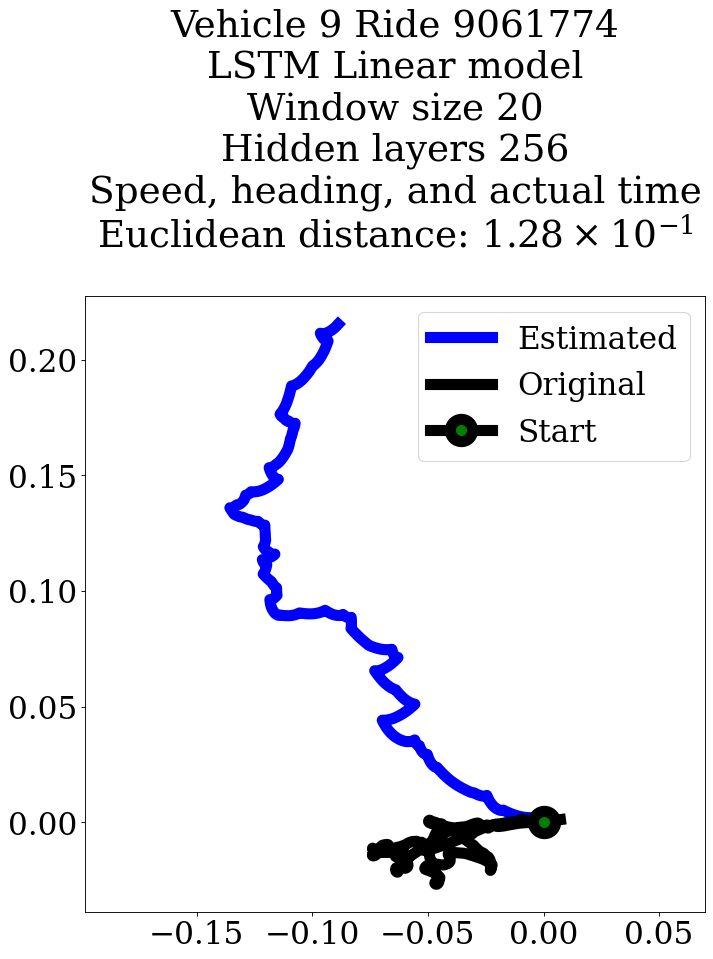 Vehicle 9 Ride 9061774
LSTM Linear model
Window size 20
Hidden layers 256
Speed, heading, and actual time
Euclidean distance: 1.28 × 10⁻¹
Estimated
Original
Start
0.20
0.15
0.10
0.05
0.00
−0.15 −0.10 −0.05 0.00 0.05